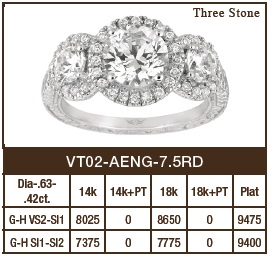 Three Stone
VT02-AENG-7.5RD
Dia-.63-
.42ct. 14k 14k+PT 18k 18k+PT Plat
G-H VS2-SI1 8025 0 8650 0 9475
G-H SI1-SI2 7375 0 7775 0 9400